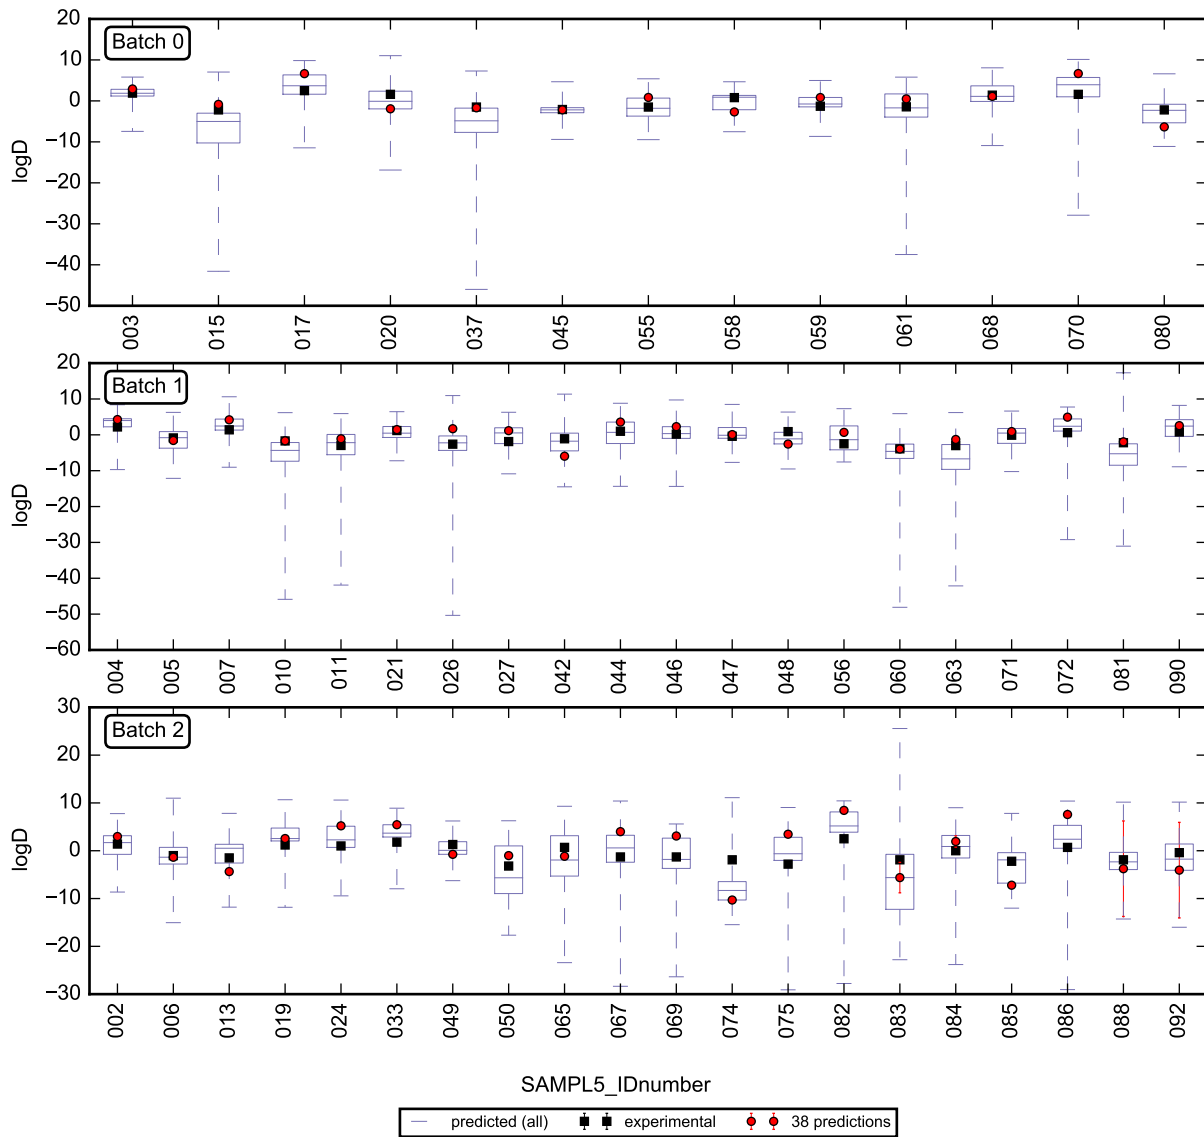 20
Batch 0
10
0
−10
−20
−30
−40
−50
logD
003 015 017 020 037 045 055 058 059 061 068 070 080
20
Batch 1
10
0
−10
−20
−30
−40
−50
−60
logD
004 005 007 010 011 021 026 027 042 044 046 047 048 056 060 063 071 072 081 090
30
Batch 2
20
10
0
−10
−20
−30
logD
002 006 013 019 024 033 049 050 065 067 069 074 075 082 083 084 085 086 088 092
SAMPL5_IDnumber
predicted (all) experimental 38 predictions